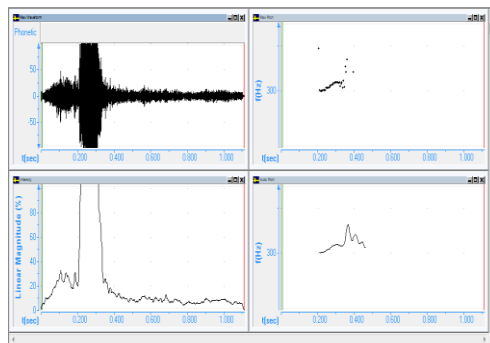 Raw Waveform
Phonetic
50-
0-
-50-
t[sec] 0.200 0.400 0.600 0.800 1.000
f(Hz)
300-
t[sec] 0.200 0.400 0.600 0.800 1.000
Linear Magnitude (%)
80-
60-
40-
20-
0-
t[sec] 0.200 0.400 0.600 0.800 1.000
f(Hz)
300-
t[sec] 0.200 0.400 0.600 0.800 1.000